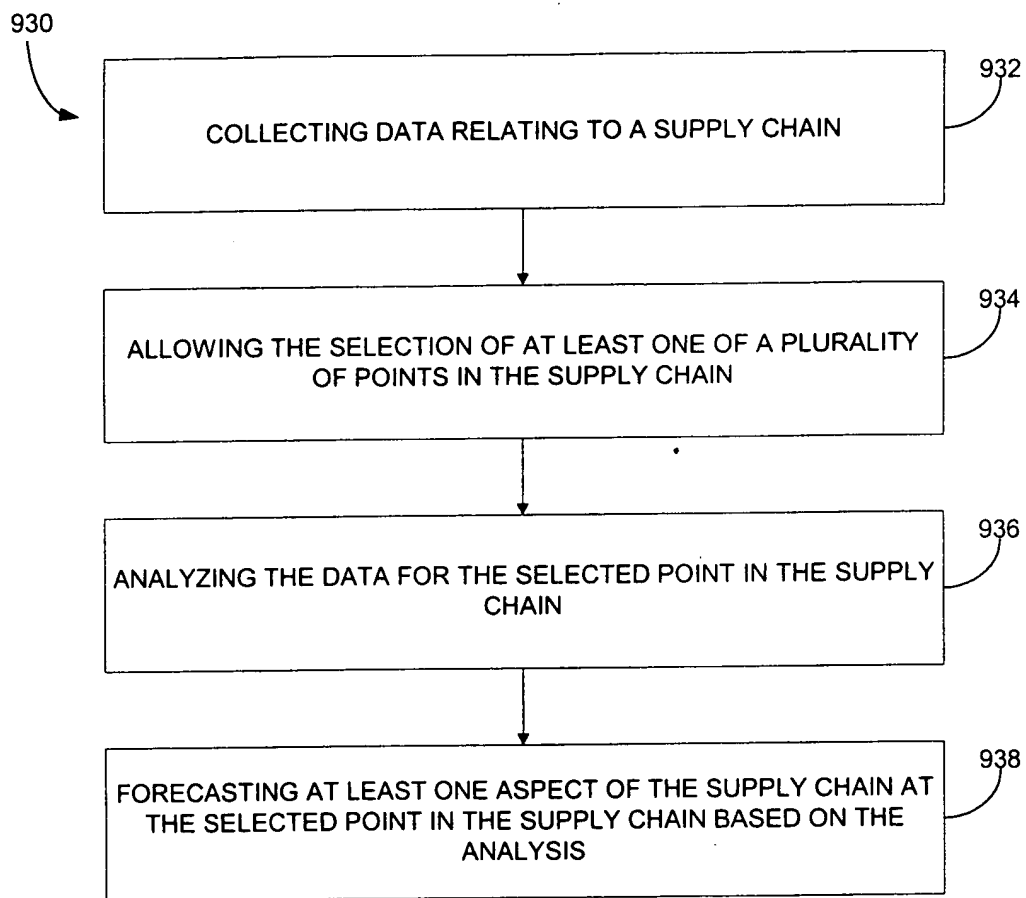 930
932
COLLECTING DATA RELATING TO A SUPPLY CHAIN
934
ALLOWING THE SELECTION OF AT LEAST ONE OF A PLURALITY
OF POINTS IN THE SUPPLY CHAIN
936
ANALYZING THE DATA FOR THE SELECTED POINT IN THE SUPPLY
CHAIN
938
FORECASTING AT LEAST ONE ASPECT OF THE SUPPLY CHAIN AT
THE SELECTED POINT IN THE SUPPLY CHAIN BASED ON THE
ANALYSIS